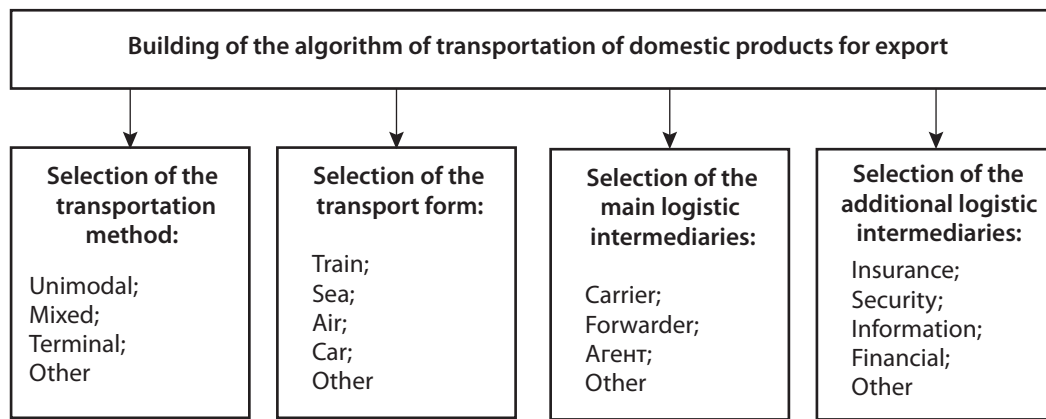 Building of the algorithm of transportation of domestic products for export
Selection of the
transportation
method:
Unimodal;
Mixed;
Terminal;
Other
Selection of the
transport form:
Train;
Sea;
Air;
Car;
Other
Selection of the
main logistic
intermediaries:
Carrier;
Forwarder;
Агент;
Other
Selection of the
additional logistic
intermediaries:
Insurance;
Security;
Information;
Financial;
Other